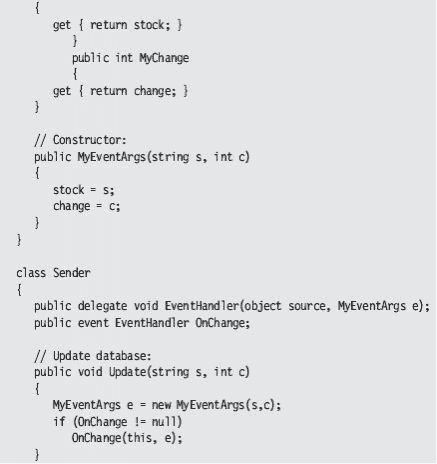 {
get { return stock; }
}
public int MyChange
{
get { return change; }
}

// Constructor:
public MyEventArgs(string s, int c)
{
stock = s;
change = c;
}
}

class Sender
{
public delegate void EventHandler(object source, MyEventArgs e);
public event EventHandler OnChange;

// Update database:
public void Update(string s, int c)
{
MyEventArgs e = new MyEventArgs(s,c);
if (OnChange != null)
OnChange(this, e);
}